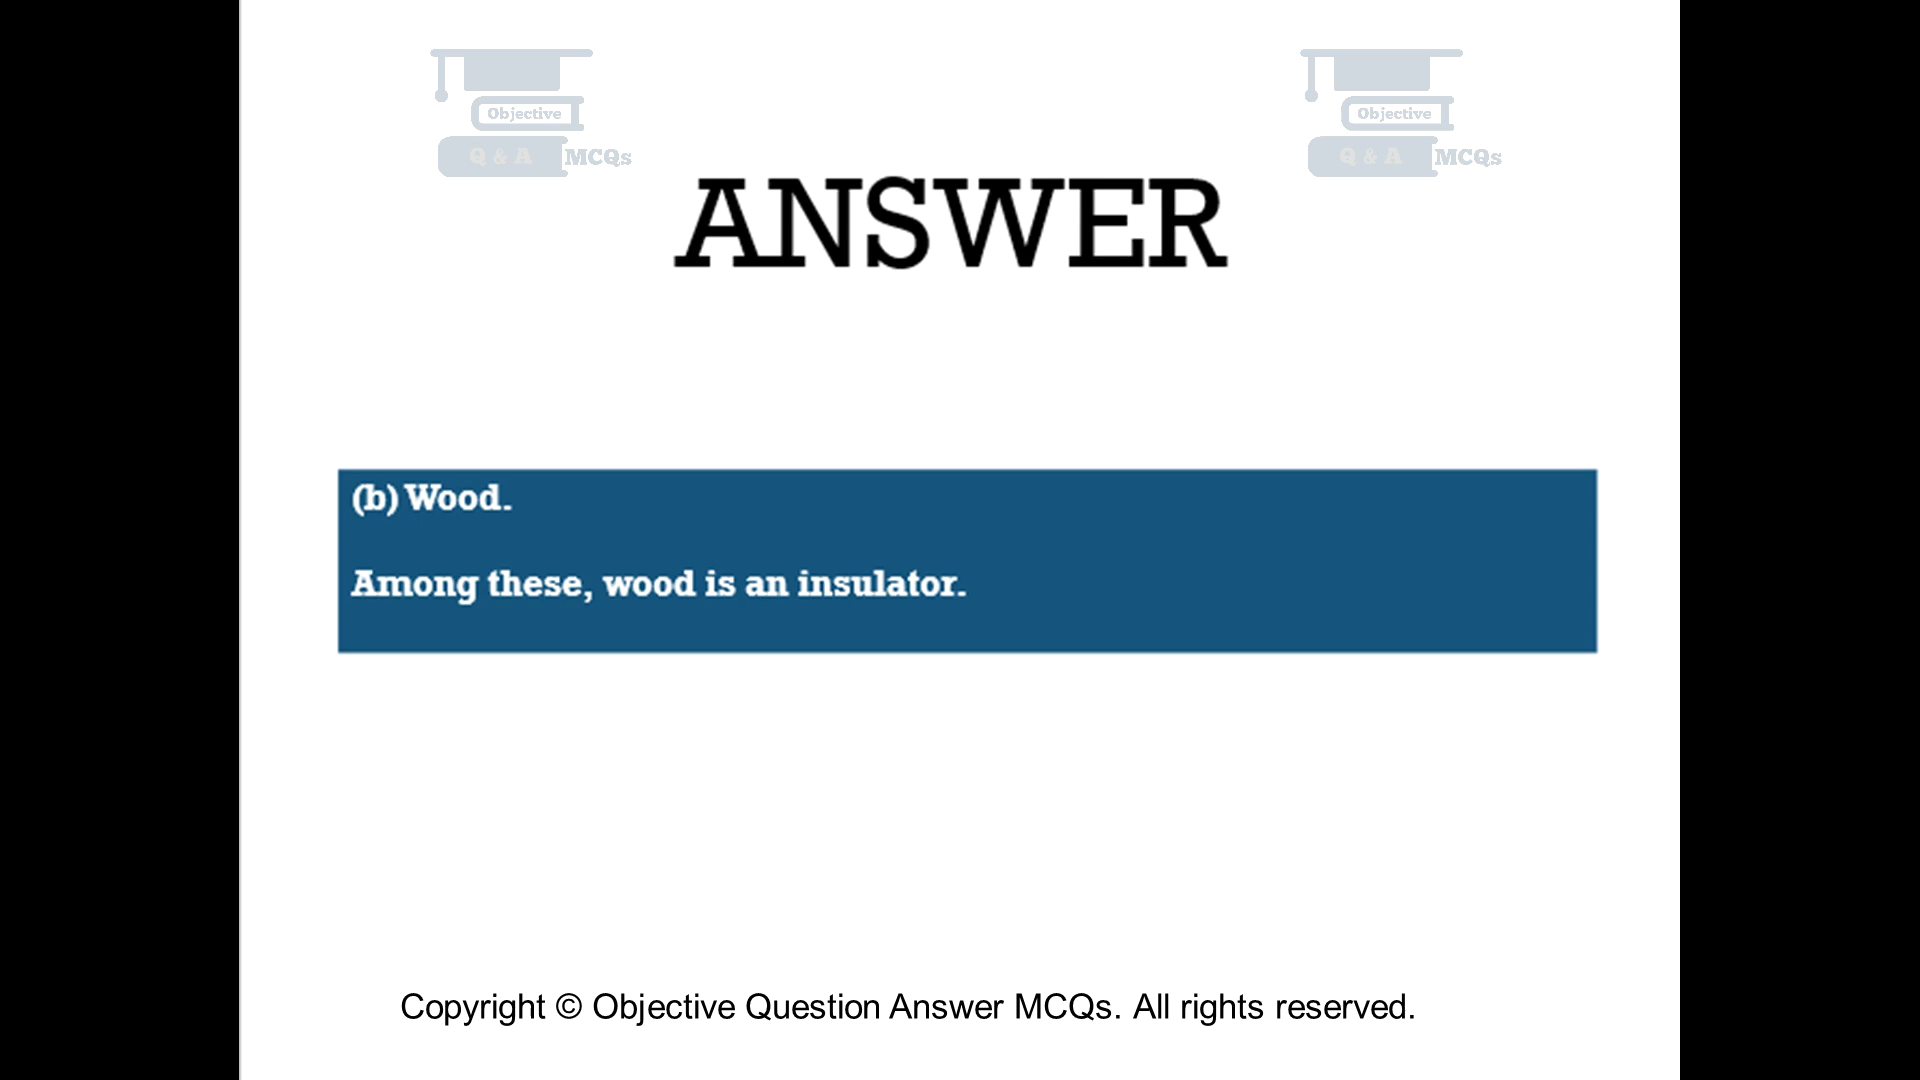 Objective
Q & A MCQs
Objective
Q & A MCQs
ANSWER
(b) Wood.
Among these, wood is an insulator.
Copyright © Objective Question Answer MCQs. All rights reserved.